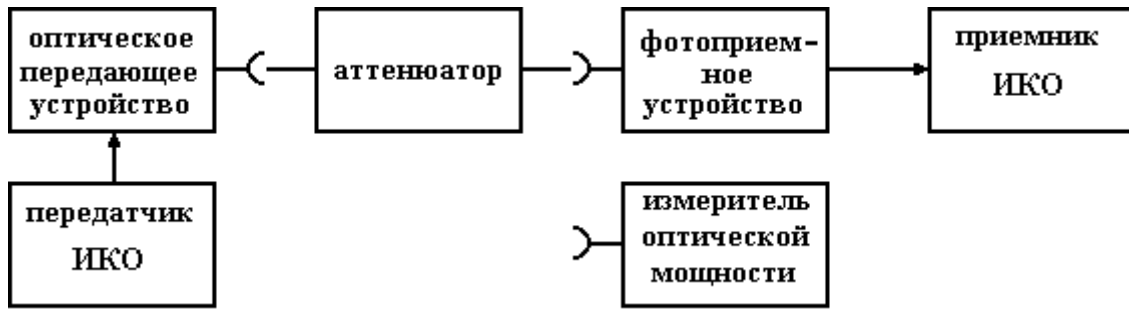 оптическое
передающее
устройство
аттенюатор
фотоприем-
ное
устройство
приемник
ИКО
передатчик
ИКО
измеритель
оптической
мощности